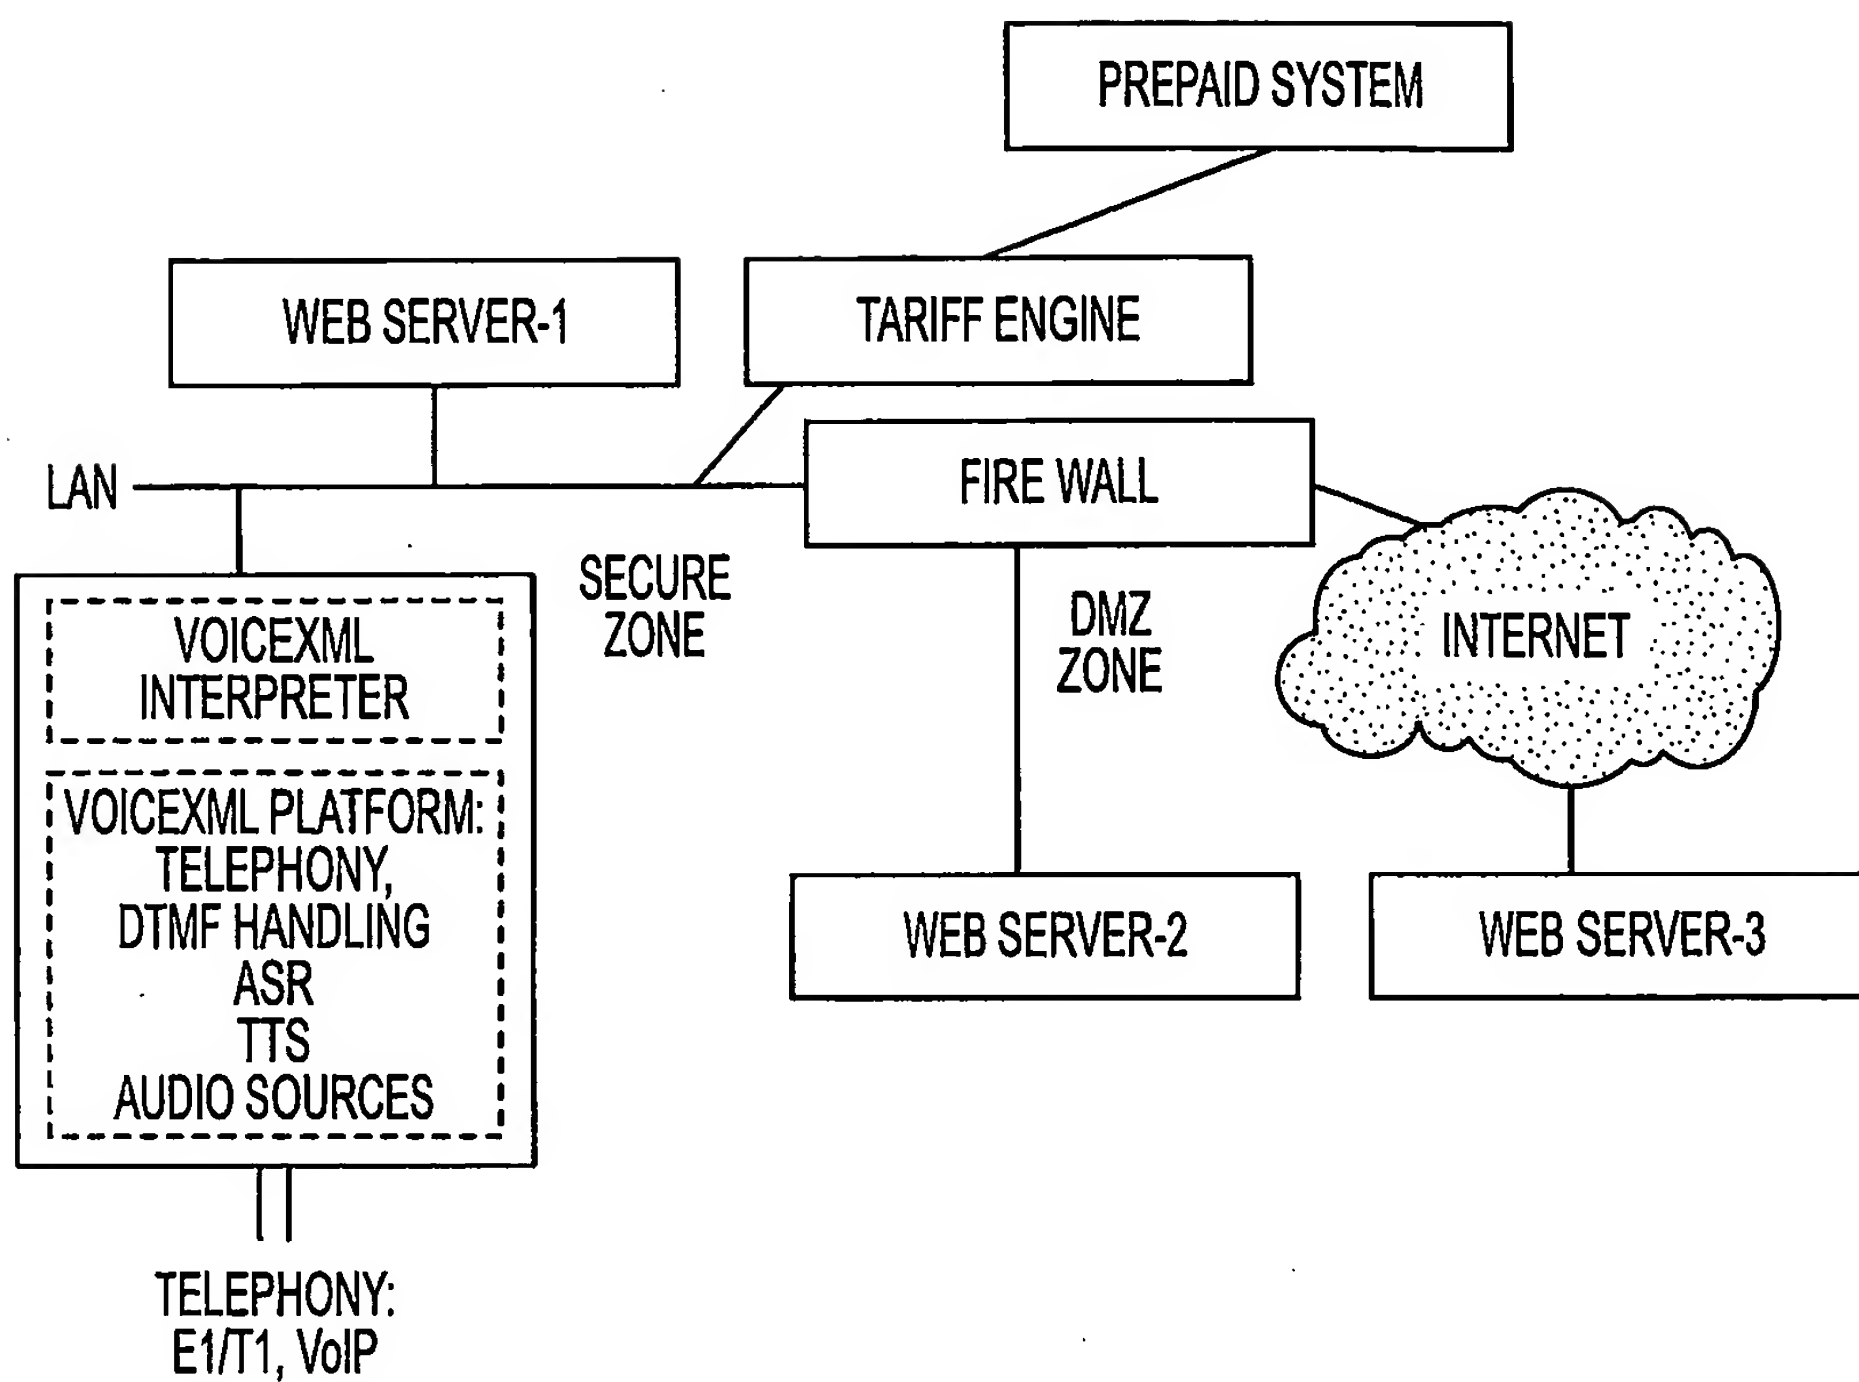 PREPAID SYSTEM
WEB SERVER-1
TARIFF ENGINE
LAN
FIRE WALL
SECURE
ZONE
DMZ
ZONE
INTERNET
VOICEXML
INTERPRETER
VOICEXML PLATFORM:
TELEPHONY,
DTMF HANDLING
ASR
TTS
AUDIO SOURCES
WEB SERVER-2
WEB SERVER-3
TELEPHONY:
E1/T1, VoIP